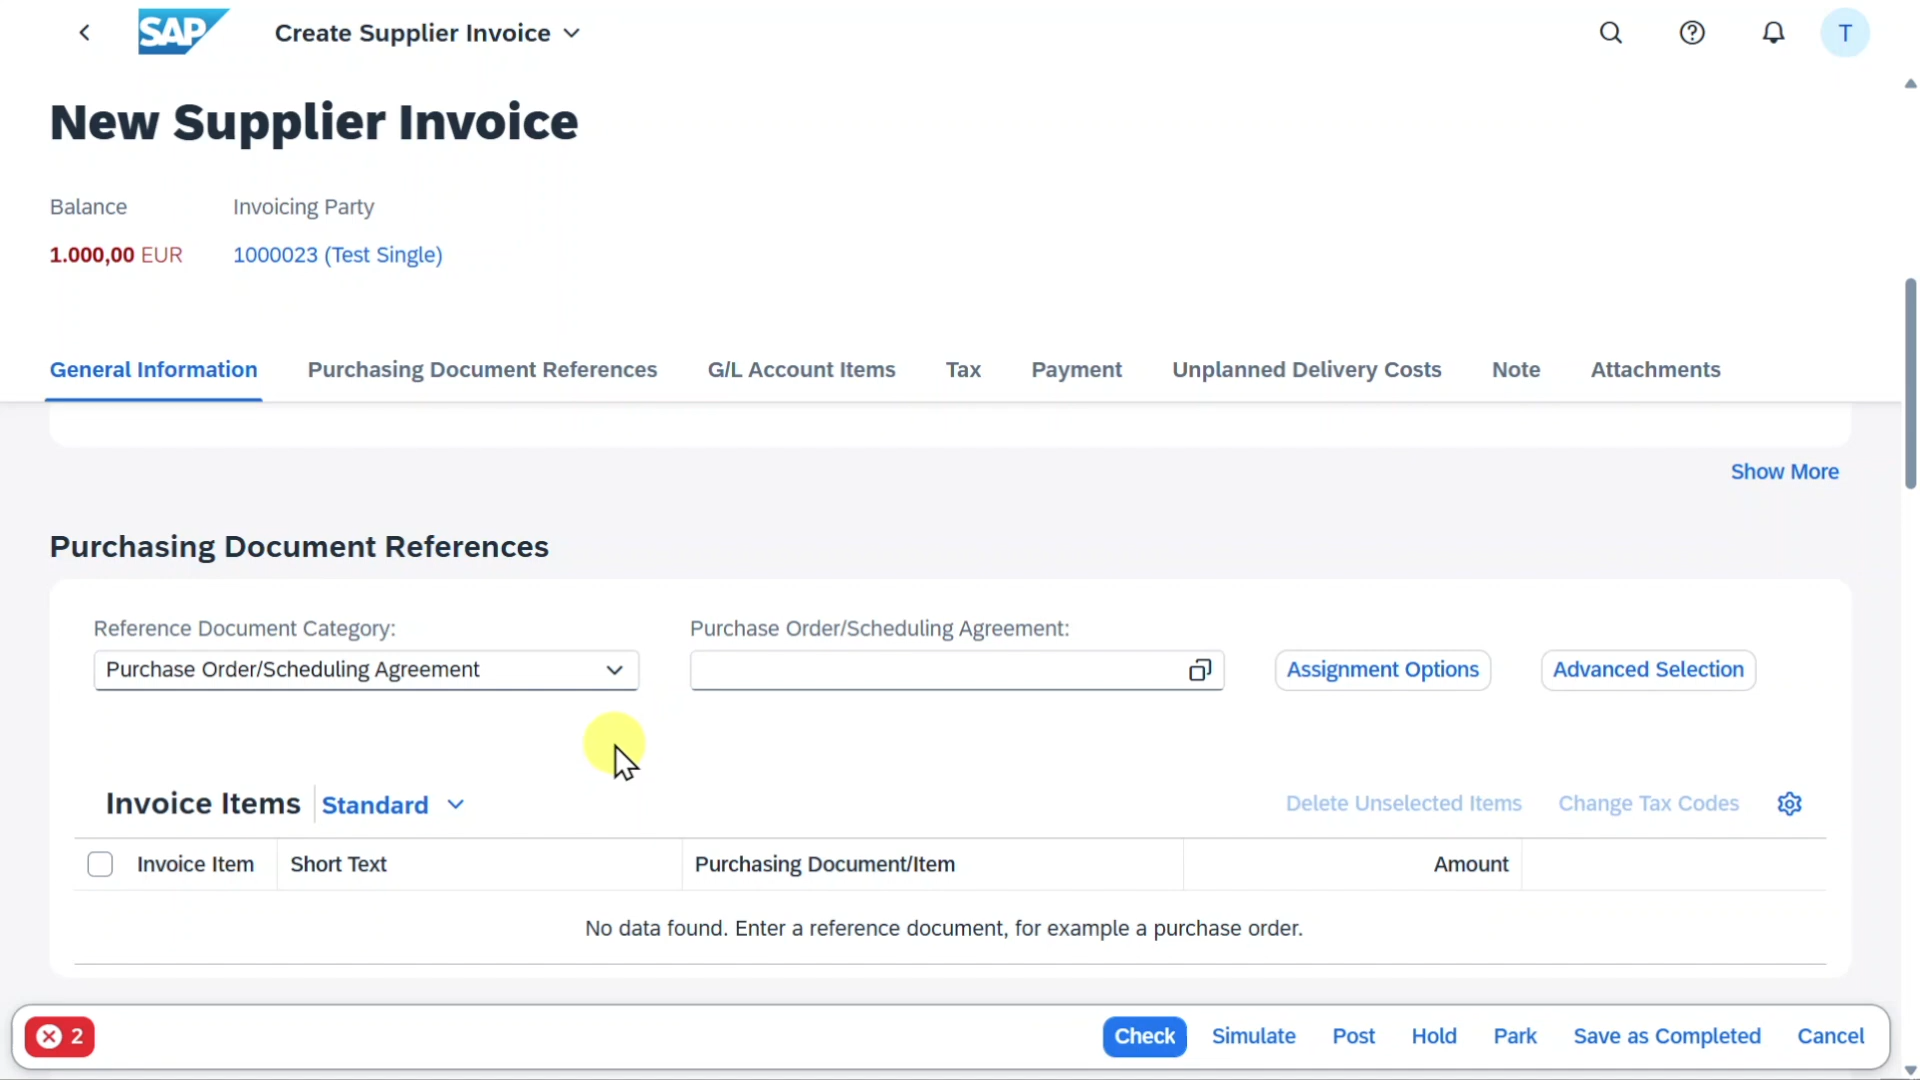 SAP Create Supplier Invoice T
New Supplier Invoice
Balance Invoicing Party
1.000,00 EUR 1000023 (Test Single)
General Information Purchasing Document References G/L Account Items Tax Payment Unplanned Delivery Costs Note Attachments
Show More
Purchasing Document References
Reference Document Category: Purchase Order/Scheduling Agreement:
Purchase Order/Scheduling Agreement Assignment Options Advanced Selection
Invoice Items Standard Delete Unselected Items Change Tax Codes
Invoice Item Short Text Purchasing Document/Item Amount
No data found. Enter a reference document, for example a purchase order.
2 Check Simulate Post Hold Park Save as Completed Cancel